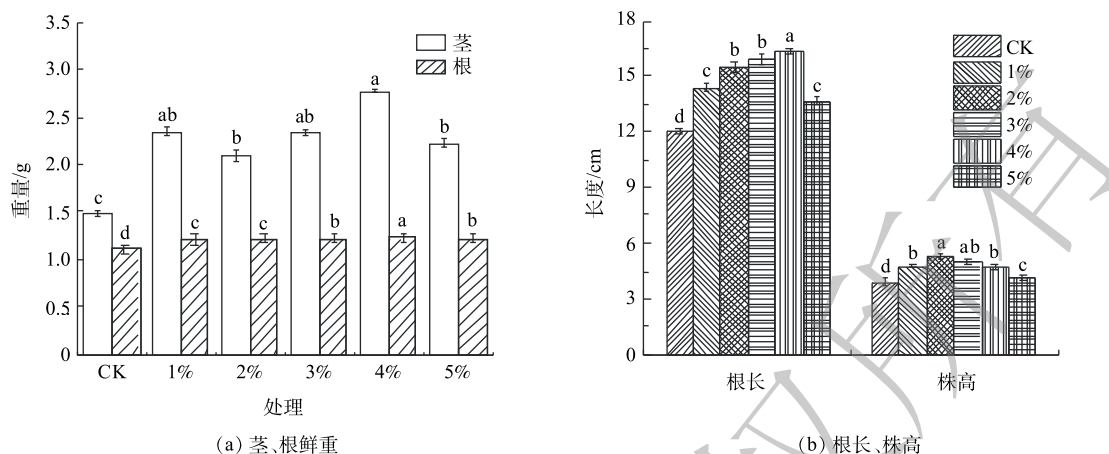 3.5
3.0
2.5
2.0
1.5
1.0
0.5
0
重量/g
茎
根
c
d
ab
c
b
c
ab
b
a
a
b
b
CK 1% 2% 3% 4% 5%
处理
(a) 茎、根鲜重
18
15
12
9
6
3
0
长度/cm
CK
1%
2%
3%
4%
5%
d
c
b
b
a
c
d
b
a
ab
b
c
根长 株高
(b) 根长、株高